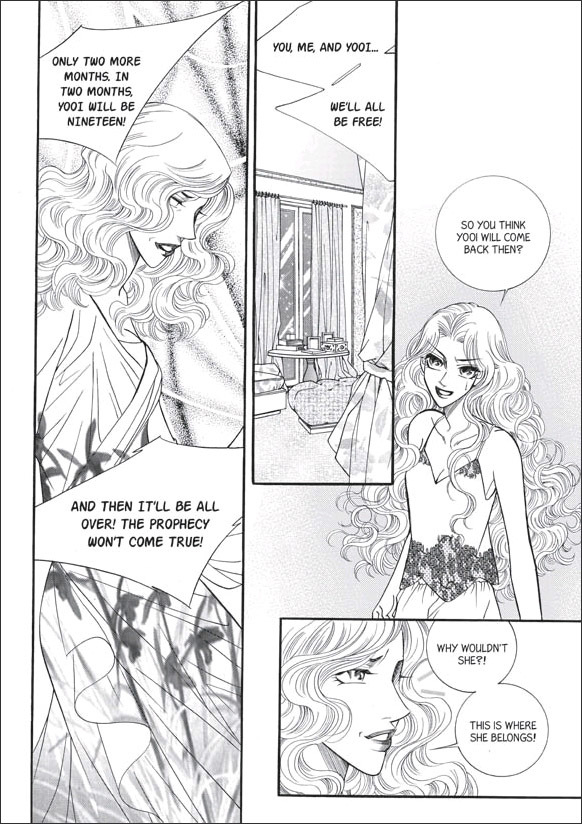 ONLY TWO MORE
MONTHS. IN
TWO MONTHS,
YOOI WILL BE
NINETEEN!
AND THEN IT'LL BE ALL
OVER! THE PROPHECY
WON'T COME TRUE!
YOU, ME, AND YOOI...
WE'LL ALL
BE FREE!
SO YOU THINK
YOOI WILL COME
BACK THEN?
WHY WOULDN'T
SHE?!
THIS IS WHERE
SHE BELONGS!